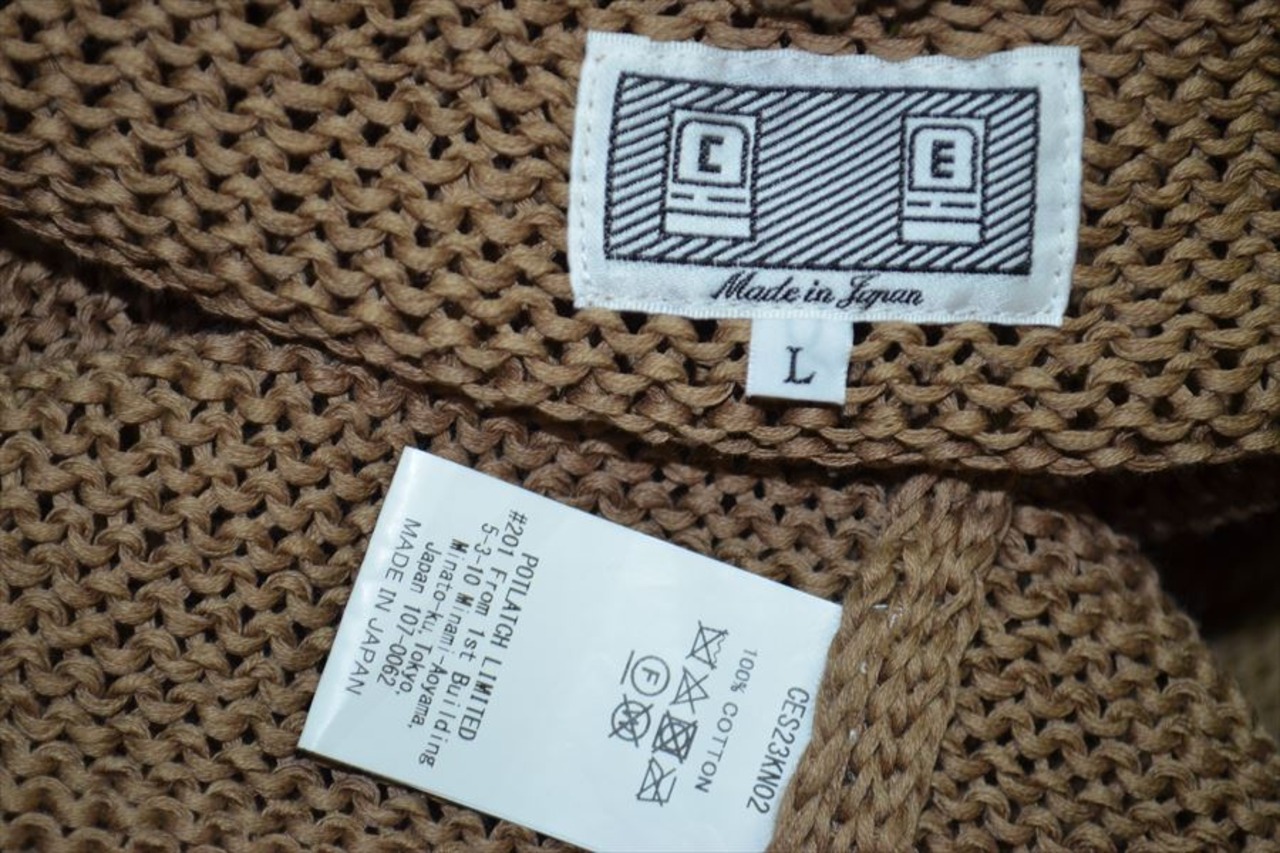 C E
Made in Japan
L
CES23KN02
100% COTTON
F
W
POTLATCH LIMITED
#201 From 1st Building
5-3-10 Minami-Aoyama,
Minato-ku, Tokyo,
Japan 107-0062
MADE IN JAPAN